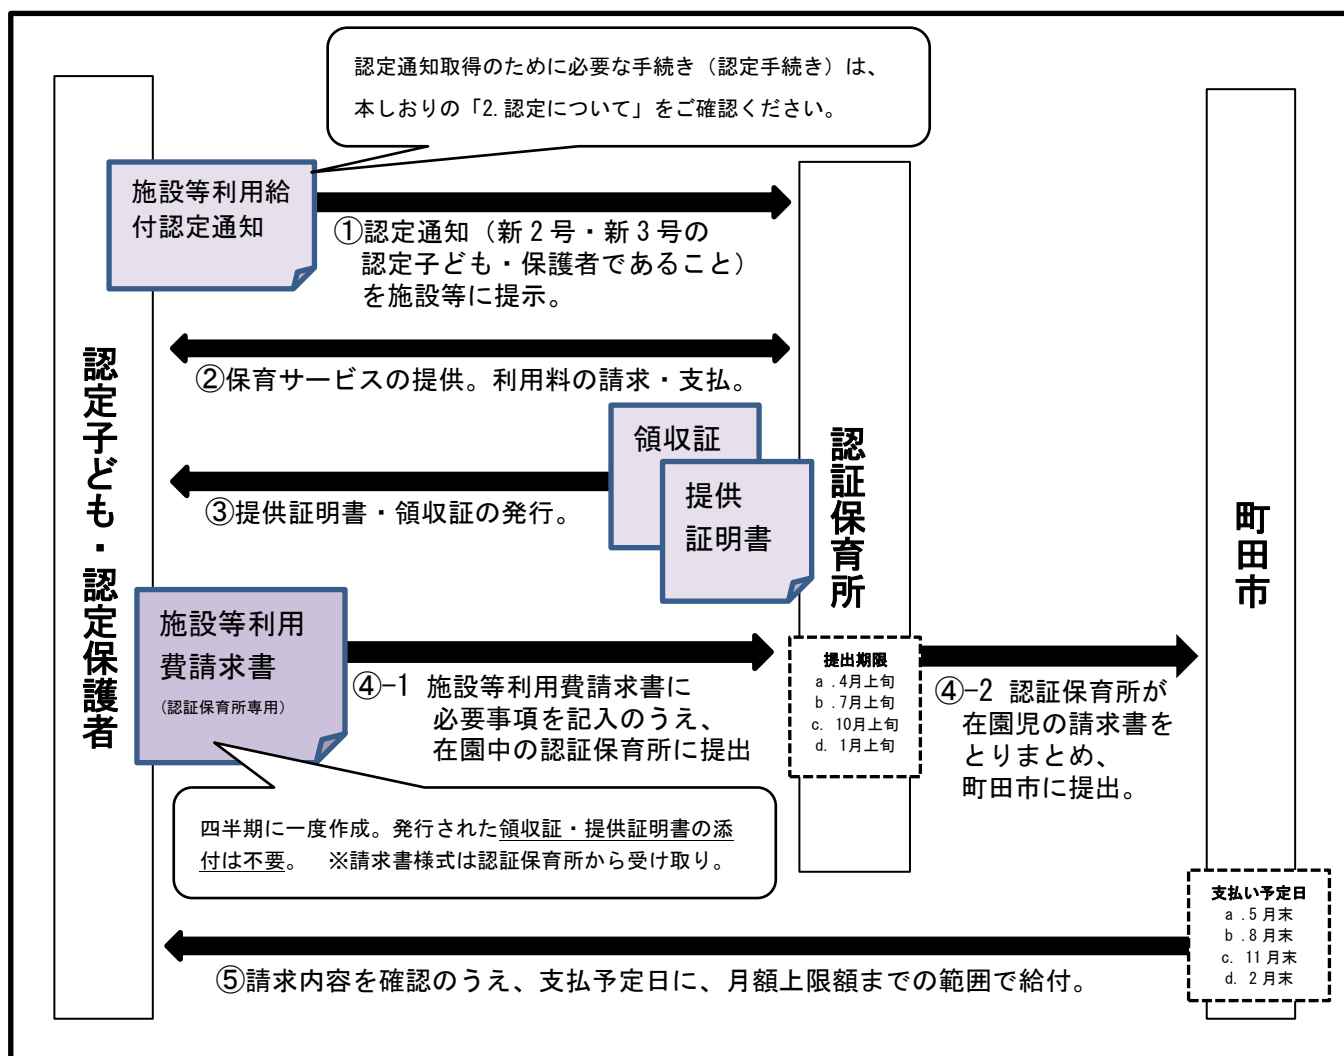 認定通知取得のために必要な手続き（認定手続き）は、
本しおりの「2.認定について」をご確認ください。
施設等利用給
付認定通知
①認定通知（新２号・新３号の
認定子ども・保護者であること）
を施設等に提示。
②保育サービスの提供。利用料の請求・支払。
領収証
提供
証明書
③提供証明書・領収証の発行。
認定子ども・認定保護者
認証保育所
町田市
施設等利用
費請求書
（認証保育所専用）
④-1 施設等利用費請求書に
必要事項を記入のうえ、
在園中の認証保育所に提出
提出期限
a .4月上旬
b .7月上旬
c. 10月上旬
d. 1月上旬
④-2 認証保育所が
在園児の請求書を
とりまとめ、
町田市に提出。
四半期に一度作成。発行された領収証・提供証明書の添
付は不要。　※請求書様式は認証保育所から受け取り。
支払い予定日
a .5月末
b .8月末
c. 11月末
d. 2月末
⑤請求内容を確認のうえ、支払予定日に、月額上限額までの範囲で給付。